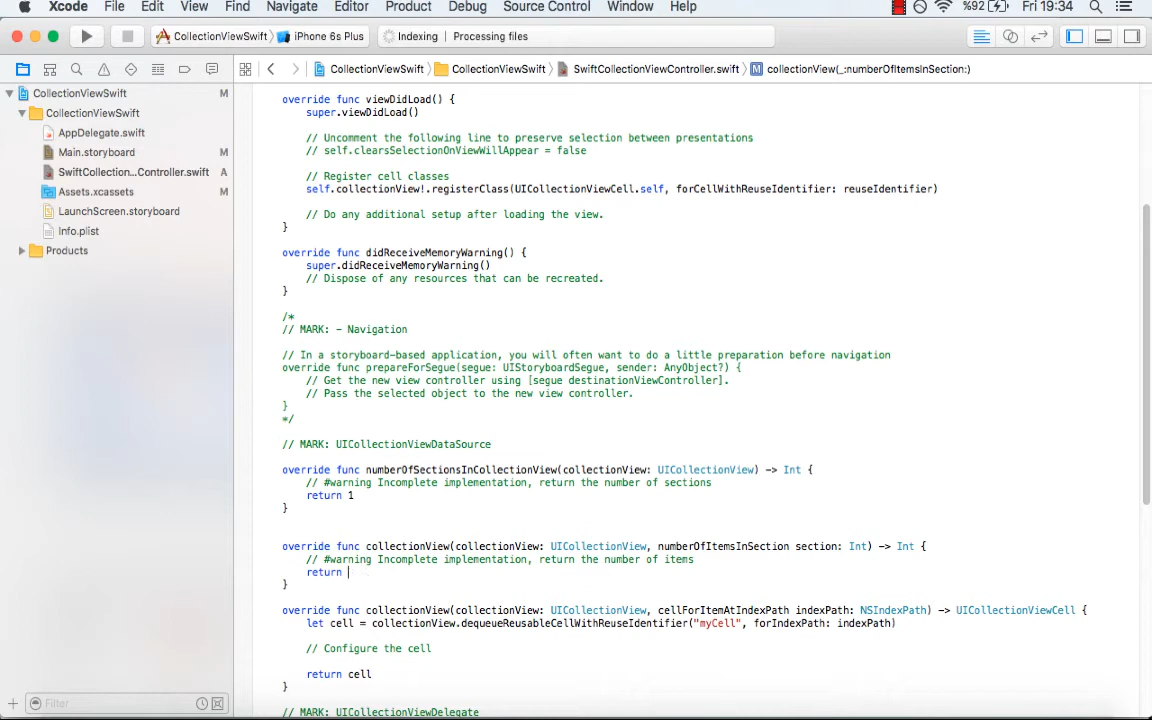 Xcode File Edit View Find Navigate Editor Product Debug Source Control Window Help %92 Fri 19:34
CollectionViewSwift iPhone 6s Plus Indexing Processing files
CollectionViewSwift CollectionViewSwift SwiftCollectionViewController.swift M collectionView(_:numberOfItemsInSection:)
CollectionViewSwift M
CollectionViewSwift
AppDelegate.swift
Main.storyboard M
SwiftCollection...Controller.swift A
Assets.xcassets M
LaunchScreen.storyboard
Info.plist
Products
override func viewDidLoad() {
super.viewDidLoad()
// Uncomment the following line to preserve selection between presentations
// self.clearsSelectionOnViewWillAppear = false
// Register cell classes
self.collectionView!.registerClass(UICollectionViewCell.self, forCellWithReuseIdentifier: reuseIdentifier)
// Do any additional setup after loading the view.
}
override func didReceiveMemoryWarning() {
super.didReceiveMemoryWarning()
// Dispose of any resources that can be recreated.
}
/*
// MARK: - Navigation
// In a storyboard-based application, you will often want to do a little preparation before navigation
override func prepareForSegue(segue: UIStoryboardSegue, sender: AnyObject?) {
// Get the new view controller using [segue destinationViewController].
// Pass the selected object to the new view controller.
}
*/
// MARK: UICollectionViewDataSource
override func numberOfSectionsInCollectionView(collectionView: UICollectionView) -> Int {
// #warning Incomplete implementation, return the number of sections
return 1
}
override func collectionView(collectionView: UICollectionView, numberOfItemsInSection section: Int) -> Int {
// #warning Incomplete implementation, return the number of items
return
}
override func collectionView(collectionView: UICollectionView, cellForItemAtIndexPath indexPath: NSIndexPath) -> UICollectionViewCell {
let cell = collectionView.dequeueReusableCellWithReuseIdentifier("myCell", forIndexPath: indexPath)
// Configure the cell
return cell
}
// MARK: UICollectionViewDelegate
Filter